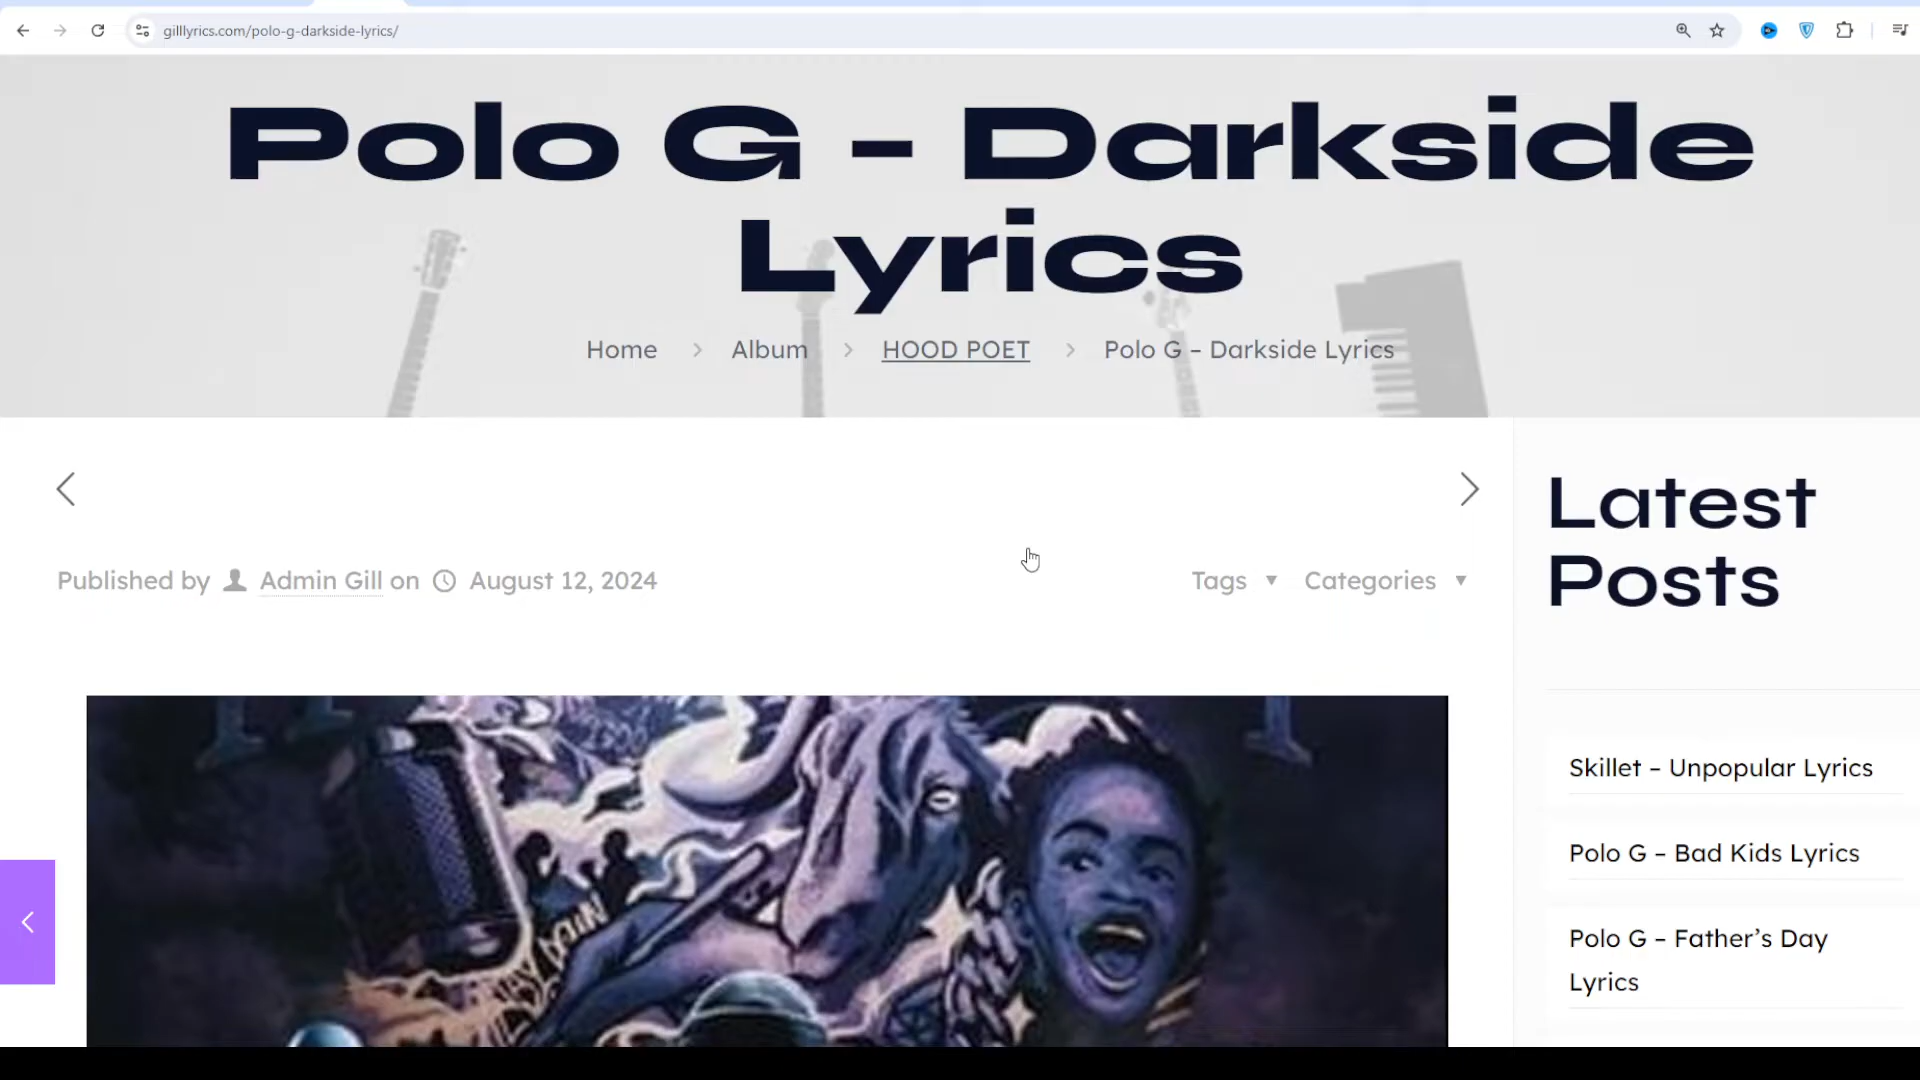 gilllyrics.com/polo-g-darkside-lyrics/
Polo G – Darkside
Lyrics
Home > Album > HOOD POET > Polo G – Darkside Lyrics
Published by Admin Gill on August 12, 2024
Tags ▼ Categories ▼
Latest
Posts
Skillet – Unpopular Lyrics
Polo G – Bad Kids Lyrics
Polo G – Father’s Day
Lyrics